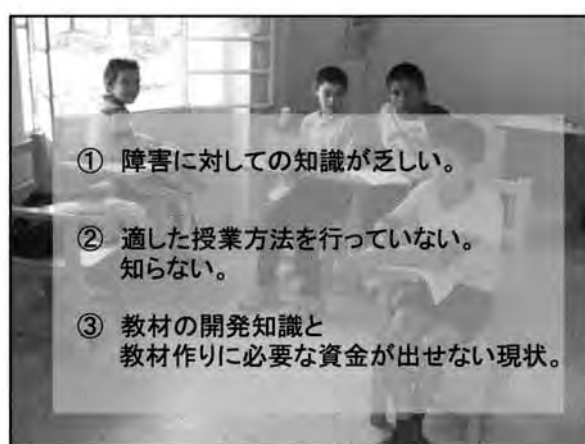 ① 障害に対しての知識が乏しい。
② 適した授業方法を行っていない。
知らない。
③ 教材の開発知識と
教材作りに必要な資金が出せない現状。